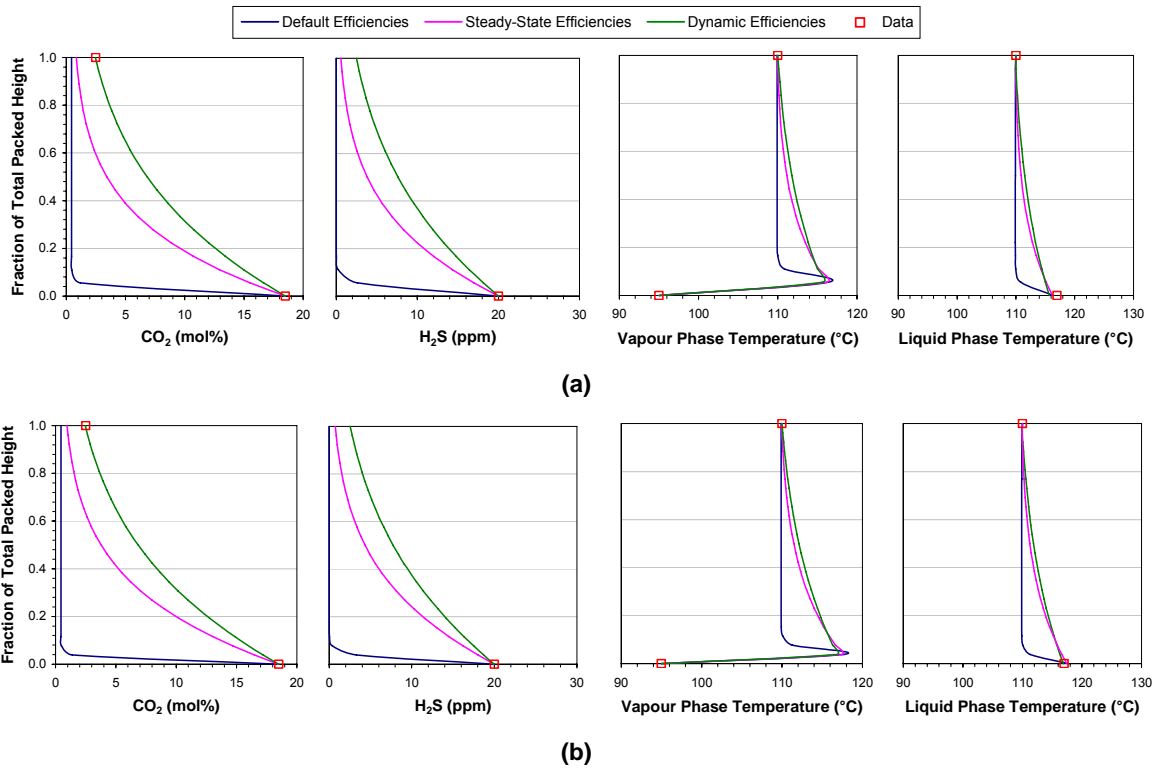 Default Efficiencies Steady-State Efficiencies Dynamic Efficiencies Data
Fraction of Total Packed Height
1.0
0.8
0.6
0.4
0.2
0.0
0 5 10 15 20
CO₂ (mol%)
0 10 20 30
H₂S (ppm)
90 100 110 120 130
Vapour Phase Temperature (°C)
90 100 110 120 130
Liquid Phase Temperature (°C)
(a)
Fraction of Total Packed Height
1.0
0.8
0.6
0.4
0.2
0.0
0 5 10 15 20
CO₂ (mol%)
0 10 20 30
H₂S (ppm)
90 100 110 120
Vapour Phase Temperature (°C)
90 100 110 120 130
Liquid Phase Temperature (°C)
(b)